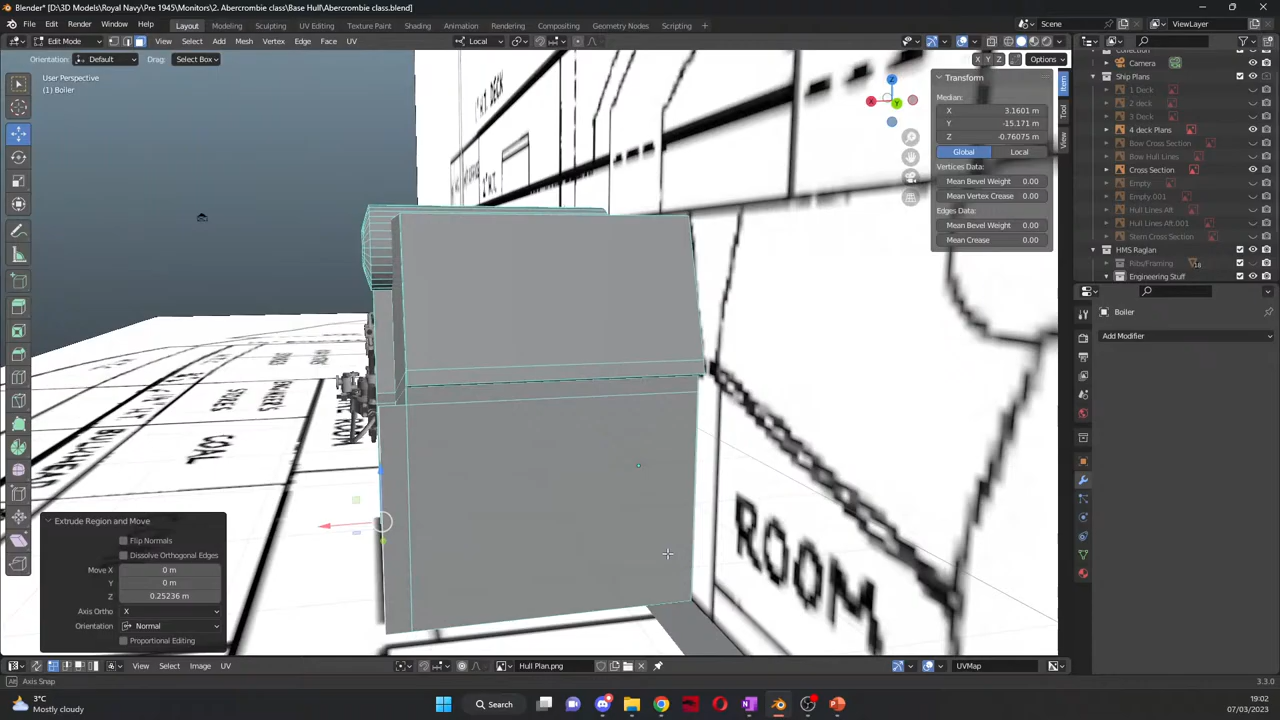 Blender* [D:\3D Models\Royal Navy\Pre 1945\Monitors\2. Abercrombie class\Base Hull\Abercrombie class.blend]
File Edit Render Window Help
Layout Modeling Sculpting UV Editing Texture Paint Shading Animation Rendering Compositing Geometry Nodes Scripting +
Scene
ViewLayer
Edit Mode
View Select Add Mesh Vertex Edge Face UV
Local
Orientation: Default Drag: Select Box
X Y Z Options
User Perspective
(1) Boiler
Transform
Median:
X 3.1601 m
Y -15.171 m
Z -0.76075 m
Global Local
Vertices Data:
Mean Bevel Weight 0.00
Mean Vertex Crease 0.00
Edges Data:
Mean Bevel Weight 0.00
Mean Crease 0.00
Item
Tool
View
Z
X
Y
Collection
Camera
Ship Plans
1 Deck
2 deck
3 Deck
4 deck Plans
Bow Cross Section
Bow Hull Lines
Cross Section
Empty
Empty.001
Hull Lines Aft
Hull Lines Aft.001
Stern Cross Section
HMS Raglan
Ribs/Framing 18
Engineering Stuff
Boiler
Add Modifier
DECK
COAL
STORES
ROOM
Extrude Region and Move
Flip Normals
Dissolve Orthogonal Edges
Move X 0 m
Y 0 m
Z 0.25236 m
Axis Ortho X
Orientation Normal
Proportional Editing
View Select Image UV
Hull Plan.png
UVMap
Axis Snap
3.3.0
3°C
Mostly cloudy
Search
19:02
07/03/2023